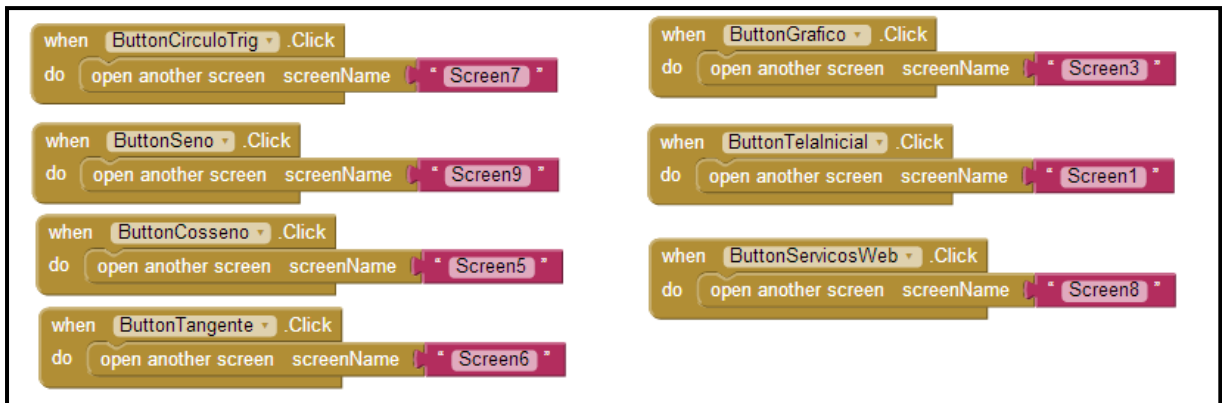 when ButtonCirculoTrig .Click
do open another screen screenName " Screen7 "
when ButtonSeno .Click
do open another screen screenName " Screen9 "
when ButtonCosseno .Click
do open another screen screenName " Screen5 "
when ButtonTangente .Click
do open another screen screenName " Screen6 "
when ButtonGrafico .Click
do open another screen screenName " Screen3 "
when ButtonTelaInicial .Click
do open another screen screenName " Screen1 "
when ButtonServicosWeb .Click
do open another screen screenName " Screen8 "